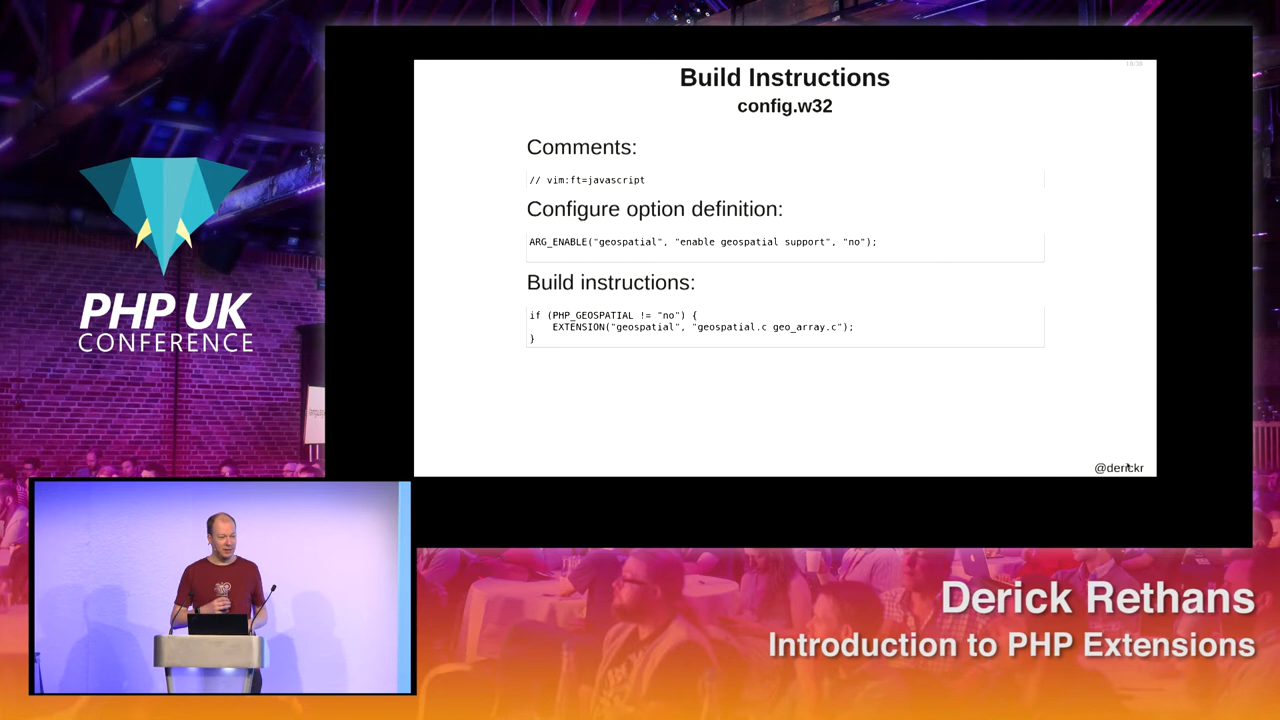 Build Instructions
config.w32
Comments:
// vim:ft=javascript
Configure option definition:
ARG_ENABLE("geospatial", "enable geospatial support", "no");
Build instructions:
if (PHP_GEOSPATIAL != "no") {
    EXTENSION("geospatial", "geospatial.c geo_array.c");
}
@derickr
PHP UK
CONFERENCE
Derick Rethans
Introduction to PHP Extensions